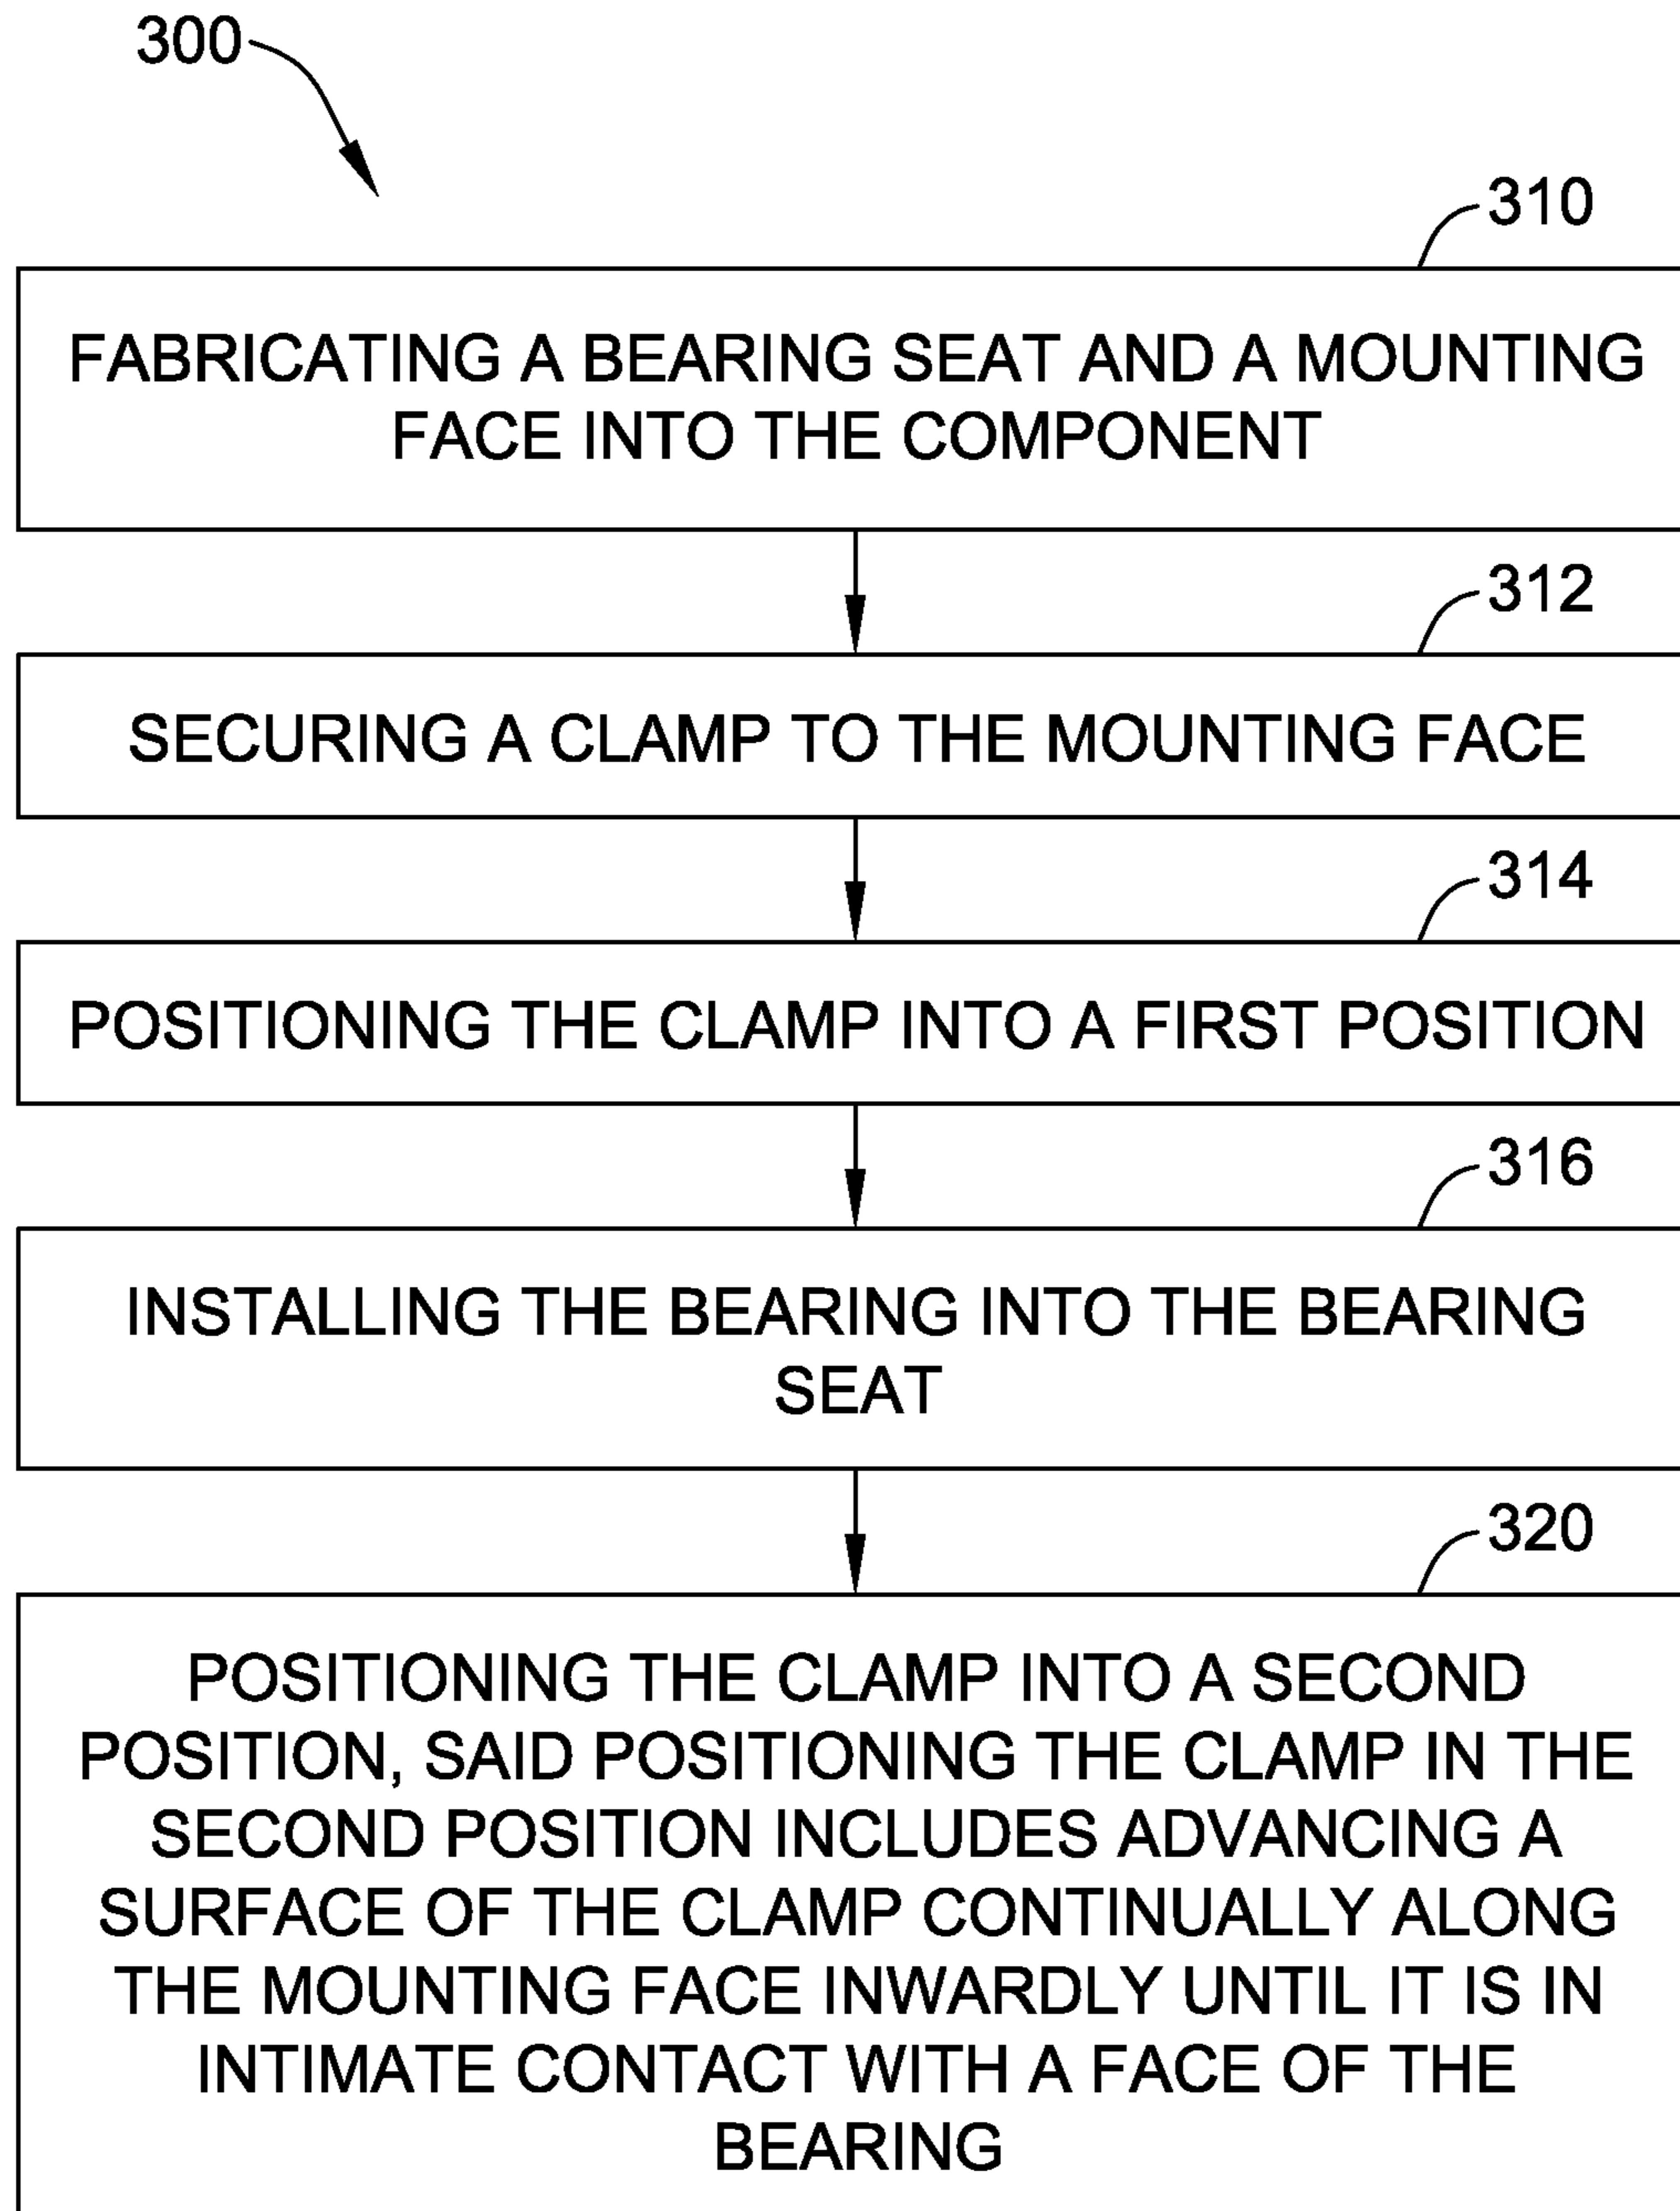 300
310
FABRICATING A BEARING SEAT AND A MOUNTING
FACE INTO THE COMPONENT
312
SECURING A CLAMP TO THE MOUNTING FACE
314
POSITIONING THE CLAMP INTO A FIRST POSITION
316
INSTALLING THE BEARING INTO THE BEARING
SEAT
320
POSITIONING THE CLAMP INTO A SECOND
POSITION, SAID POSITIONING THE CLAMP IN THE
SECOND POSITION INCLUDES ADVANCING A
SURFACE OF THE CLAMP CONTINUALLY ALONG
THE MOUNTING FACE INWARDLY UNTIL IT IS IN
INTIMATE CONTACT WITH A FACE OF THE
BEARING